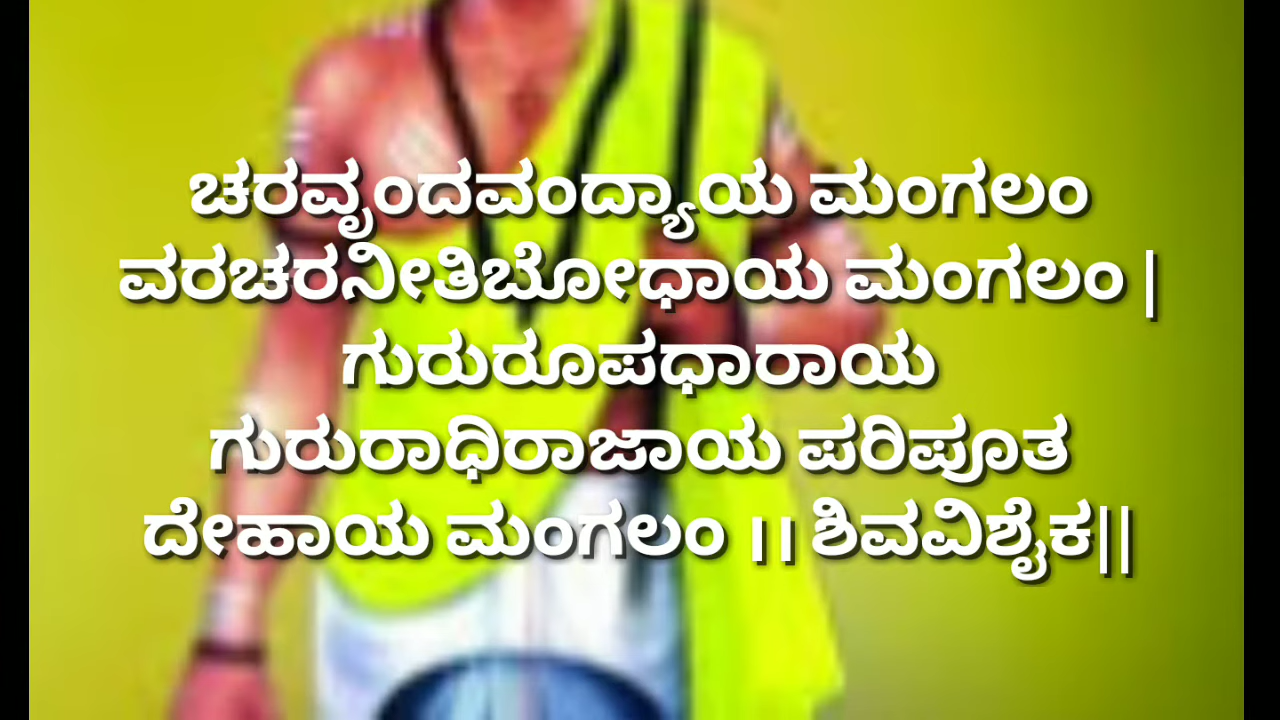 ಚರವೃಂದವಂದ್ಯಾಯ ಮಂಗಲಂ
ವರಚರನೀತಿಬೋಧಾಯ ಮಂಗಲಂ |
ಗುರುರೂಪಧಾರಾಯ
ಗುರುರಾಧಿರಾಜಾಯ ಪರಿಪೂತ
ದೇಹಾಯ ಮಂಗಲಂ ।। ಶಿವವಿಶೈಕ||